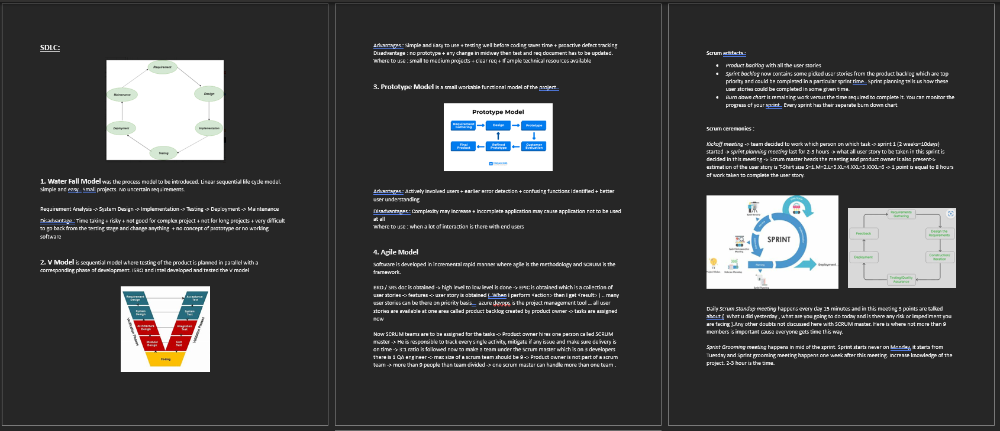 SDLC:
Requirement
Maintenance
Design
Deployment
Implementation
Testing
1. Water Fall Model was the process model to be introduced. Linear sequential life cycle model.
Simple and easy.. Small projects. No uncertain requirements.
Requirement Analysis -> System Design -> Implementation -> Testing -> Deployment -> Maintenance
Disadvantage : Time taking + risky + not good for complex project + not for long projects + very difficult
to go back from the testing stage and change anything + no concept of prototype or no working
software
2. V Model is sequential model where testing of the product is planned in parallel with a
corresponding phase of development. ISRO and Intel developed and tested the V model
Requirement
Design
Acceptance
Test
System
Design
System
Test
Architecture
Design
Integration
Test
Module
Design
Unit
Test
Coding
Verification Phases
Validation Phases
Advantages : Simple and Easy to use + testing well before coding saves time + proactive defect tracking
Disadvantage : no prototype + any change in midway then test and req document has to be updated.
Where to use : small to medium projects + clear req + If ample technical resources available
3. Prototype Model is a small workable functional model of the project..
Prototype Model
Requirement
Gathering
Design
Prototype
Final
Product
Refined
Prototype
Customer
Evaluation
DistantJob
Advantages : Actively involved users + earlier error detection + confusing functions identified + better
user understanding
Disadvantages : Complexity may increase + incomplete application may cause application not to be used
at all
Where to use : when a lot of interaction is there with end users
4. Agile Model
Software is developed in incremental rapid manner where agile is the methodology and SCRUM is the
framework.
BRD / SRS doc is obtained -> high level to low level is done -> EPIC is obtained which is a collection of
user stories -> features -> user story is obtained ( When I perform <action> then I get <result> ) .. many
user stories can be there on priority basis... azure devops is the project management tool ... all user
stories are available at one area called product backlog created by product owner -> tasks are assigned
now
Now SCRUM teams are to be assigned for the tasks -> Product owner hires one person called SCRUM
master -> He is responsible to track every single activity, mitigate if any issue and make sure delivery is
on time -> 3:1 ratio is followed now to make a team under the Scrum master which is on 3 developers
there is 1 QA engineer -> max size of a scrum team should be 9 -> Product owner is not part of a scrum
team -> more than 9 people then team divided -> one scrum master can handle more than one team .
Scrum artifacts :
• Product backlog with all the user stories
• Sprint backlog now contains some picked user stories from the product backlog which are top
priority and could be completed in a particular sprint time.. Sprint planning tells us how these
user stories could be completed in some given time.
• Burn down chart is remaining work versus the time required to complete it. You can monitor the
progress of your sprint.. Every sprint has their separate burn down chart.
Scrum ceremonies :
Kickoff meeting -> team decided to work which person on which task -> sprint 1 (2 weeks=10days)
started -> sprint planning meeting last for 2-3 hours -> what all user story to be taken in this sprint is
decided in this meeting -> Scrum master heads the meeting and product owner is also present->
estimation of the user story is T-Shirt size S=1.M=2.L=3.XL=4.XXL=5.XXXL=6 -> 1 point is equal to 8 hours
of work taken to complete the user story.
Sprint Review
Sprint Retrospective
Meeting
SPRINT
Planning
Deployment
Project Vision
Release Planning
Sprint Planning
Requirements
Gathering
Feedback
Design the
Requirements
Deployment
Construction/
Iteration
Testing/Quality
Assurance
Daily Scrum Standup meeting happens every day 15 minutes and in this meeting 3 points are talked
about { What u did yesterday , what are you going to do today and is there any risk or impediment you
are facing }.Any other doubts not discussed here with SCRUM master. Here is where not more than 9
members is important cause everyone gets time this way.
Sprint Grooming meeting happens in mid of the sprint. Sprint starts never on Monday, it starts from
Tuesday and Sprint grooming meeting happens one week after this meeting. Increase knowledge of the
project. 2-3 hour is the time.